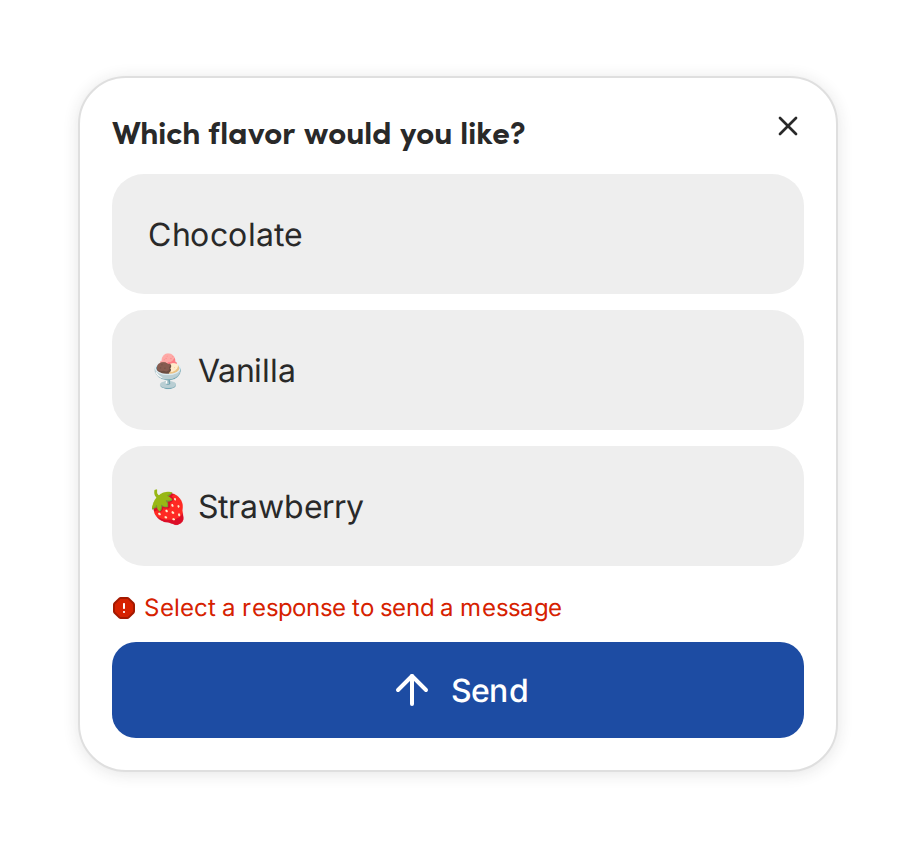 Which flavor would you like?
Chocolate
🍨 Vanilla
🍓 Strawberry
Select a response to send a message
Send